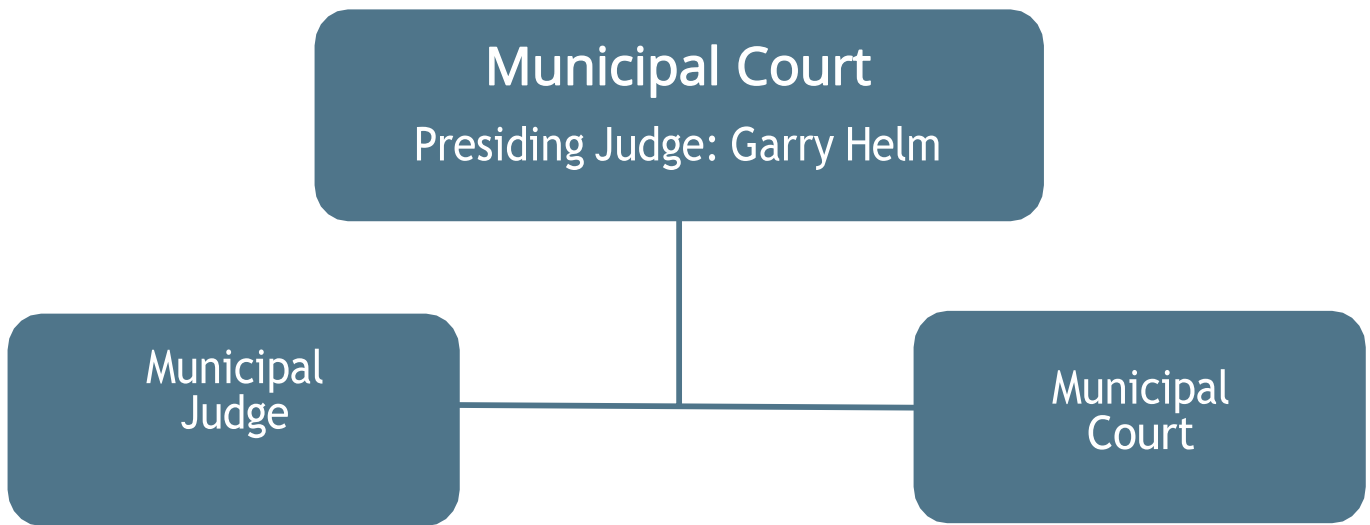 Municipal Court
Presiding Judge: Garry Helm
Municipal
Judge
Municipal
Court